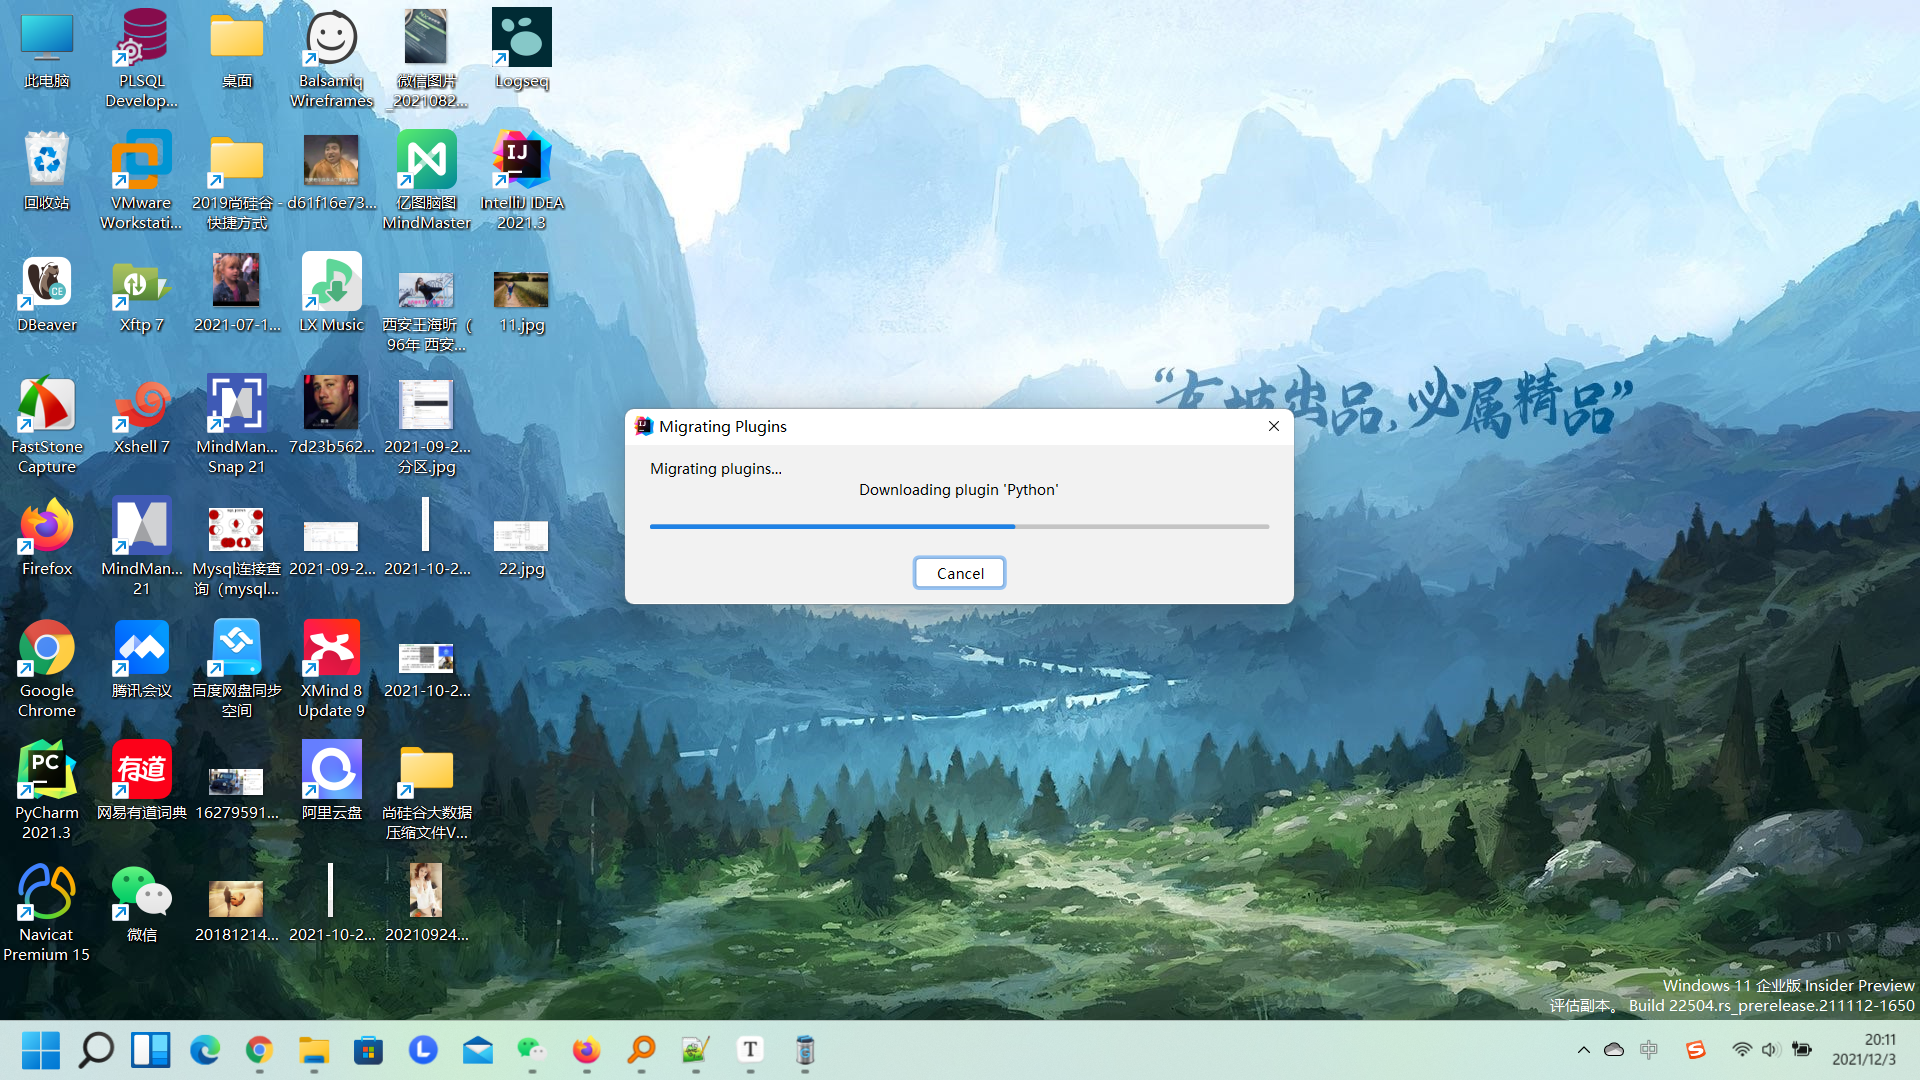 此电脑
PLSQL
Develop...
桌面
Balsamiq
Wireframes
微信图片
_2021082...
Logseq
回收站
VMware
Workstati...
2019尚硅谷 -
快捷方式
d61f16e73...
亿图脑图
MindMaster
IJ
IntelliJ IDEA
2021.3
CE
DBeaver
Xftp 7
2021-07-1...
LX Music
西安王海昕（
96年 西安...
11.jpg
FastStone
Capture
Xshell 7
MindMan...
Snap 21
7d23b562...
2021-09-2...
分区.jpg
“东坡出品,必属精品”
Migrating Plugins
Migrating plugins...
Downloading plugin 'Python'
Cancel
Firefox
MindMan...
21
Mysql连接查
询（mysql...
2021-09-2...
2021-10-2...
22.jpg
Google
Chrome
腾讯会议
百度网盘同步
空间
XMind 8
Update 9
2021-10-2...
PC
PyCharm
2021.3
有道
网易有道词典
16279591...
阿里云盘
尚硅谷大数据
压缩文件V...
Navicat
Premium 15
微信
20181214...
2021-10-2...
20210924...
Windows 11 企业版 Insider Preview
评估副本。 Build 22504.rs_prerelease.211112-1650
L
T
中
S
20:11
2021/12/3